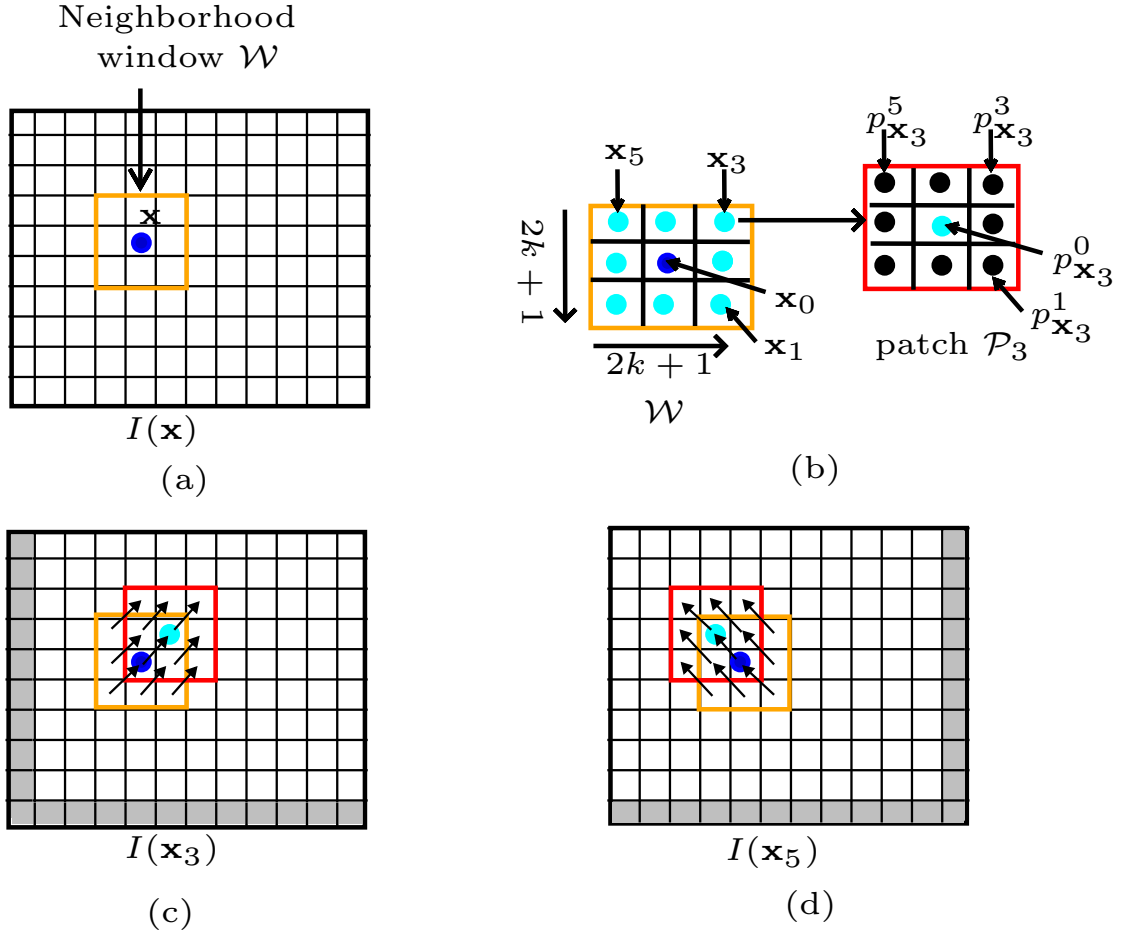 Neighborhood
window 𝒲
x
I(x)
(a)
x₅
x₃
2k + 1
x₀
x₁
2k + 1
𝒲
p⁵ₓ₃
p³ₓ₃
p⁰ₓ₃
p¹ₓ₃
patch 𝒫₃
(b)
I(x₃)
(c)
I(x₅)
(d)